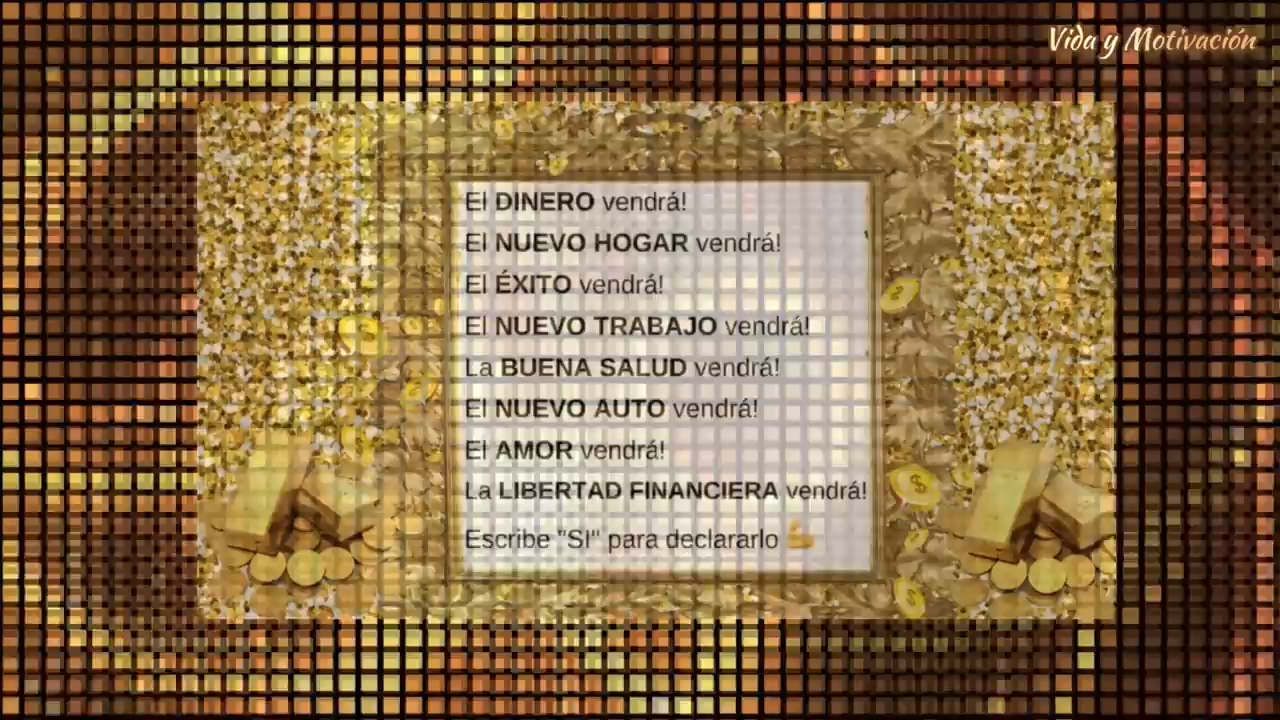 Vida y Motivación
El DINERO vendrá!
El NUEVO HOGAR vendrá!
El ÉXITO vendrá!
El NUEVO TRABAJO vendrá!
La BUENA SALUD vendrá!
El NUEVO AUTO vendrá!
El AMOR vendrá!
La LIBERTAD FINANCIERA vendrá!
Escribe "SI" para declararlo 💪